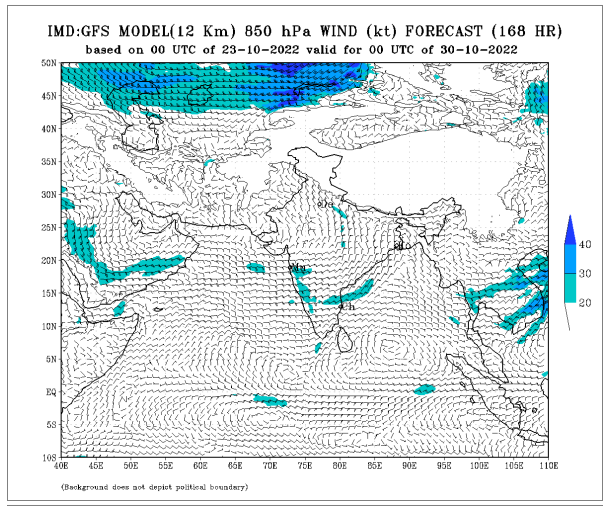 IMD:GFS MODEL(12 Km) 850 hPa WIND (kt) FORECAST (168 HR)
based on 00 UTC of 23-10-2022 valid for 00 UTC of 30-10-2022
50N
45N
40N
35N
30N
25N
20N
15N
10N
5N
EQ
5S
10S
40E 45E 50E 55E 60E 65E 70E 75E 80E 85E 90E 95E 100E 105E 110E
40
30
20
(Background does not depict political boundary)